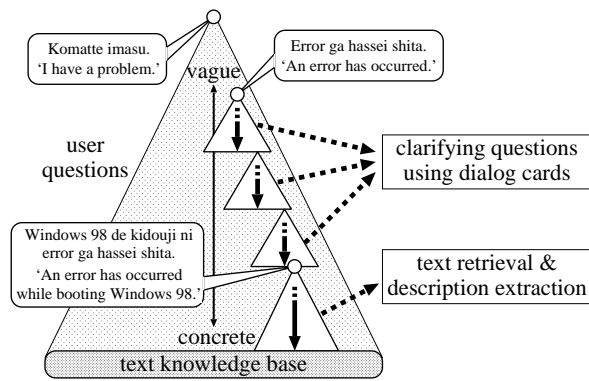 Komatte imasu.
‘I have a problem.’
Error ga hassei shita.
‘An error has occurred.’
vague
user
questions
clarifying questions
using dialog cards
Windows 98 de kidouji ni
error ga hassei shita.
‘An error has occurred
while booting Windows 98.’
text retrieval &
description extraction
concrete
text knowledge base